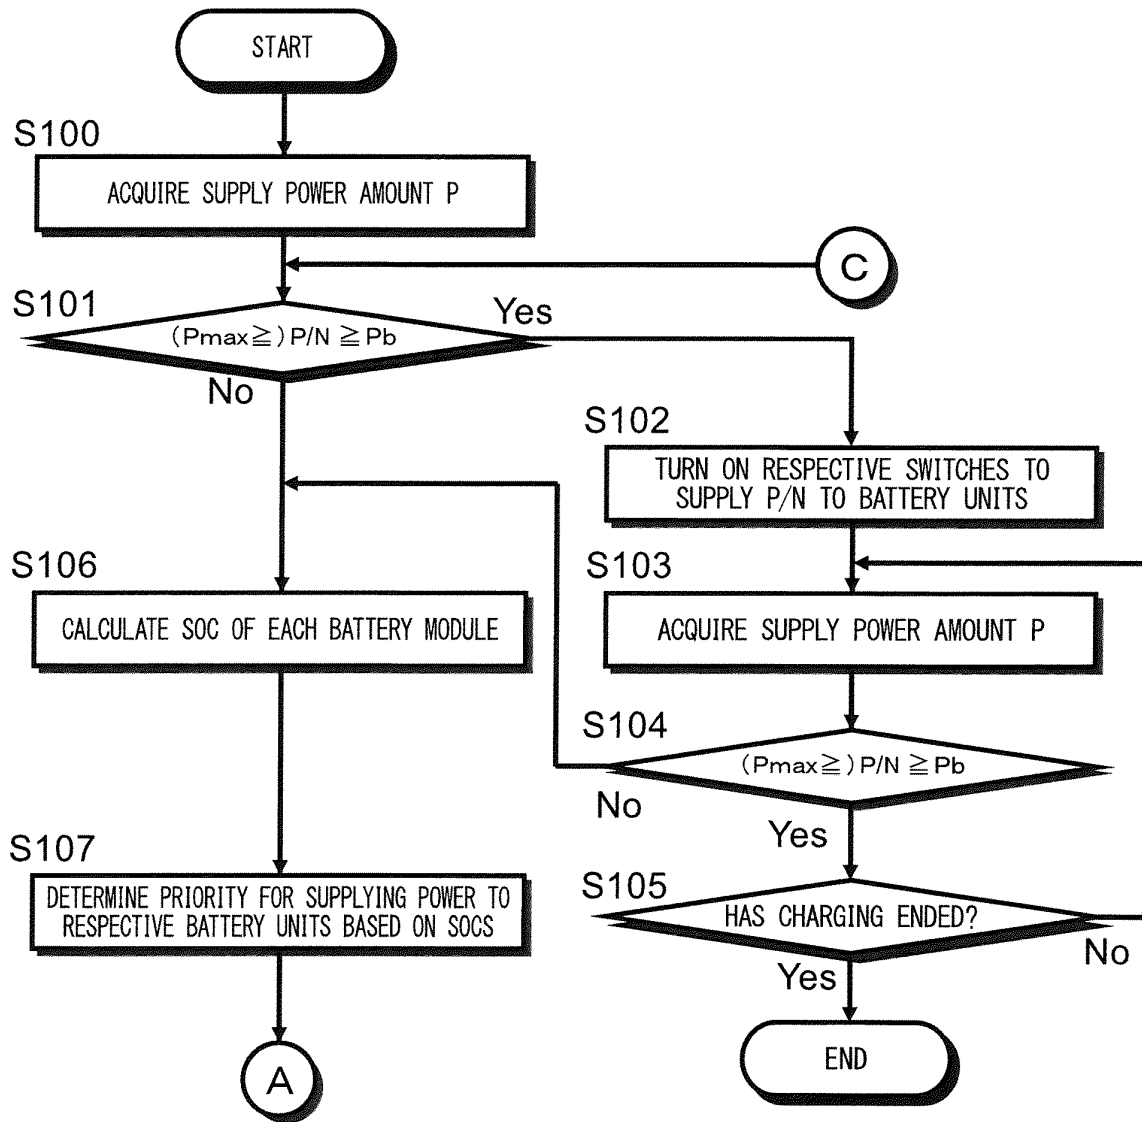 START
S100
ACQUIRE SUPPLY POWER AMOUNT P
C
S101
(Pmax≧) P/N ≧ Pb
Yes
No
S102
TURN ON RESPECTIVE SWITCHES TO
SUPPLY P/N TO BATTERY UNITS
S106
CALCULATE SOC OF EACH BATTERY MODULE
S103
ACQUIRE SUPPLY POWER AMOUNT P
S104
(Pmax≧) P/N ≧ Pb
No
Yes
S107
DETERMINE PRIORITY FOR SUPPLYING POWER TO
RESPECTIVE BATTERY UNITS BASED ON SOCS
S105
HAS CHARGING ENDED?
No
Yes
END
A